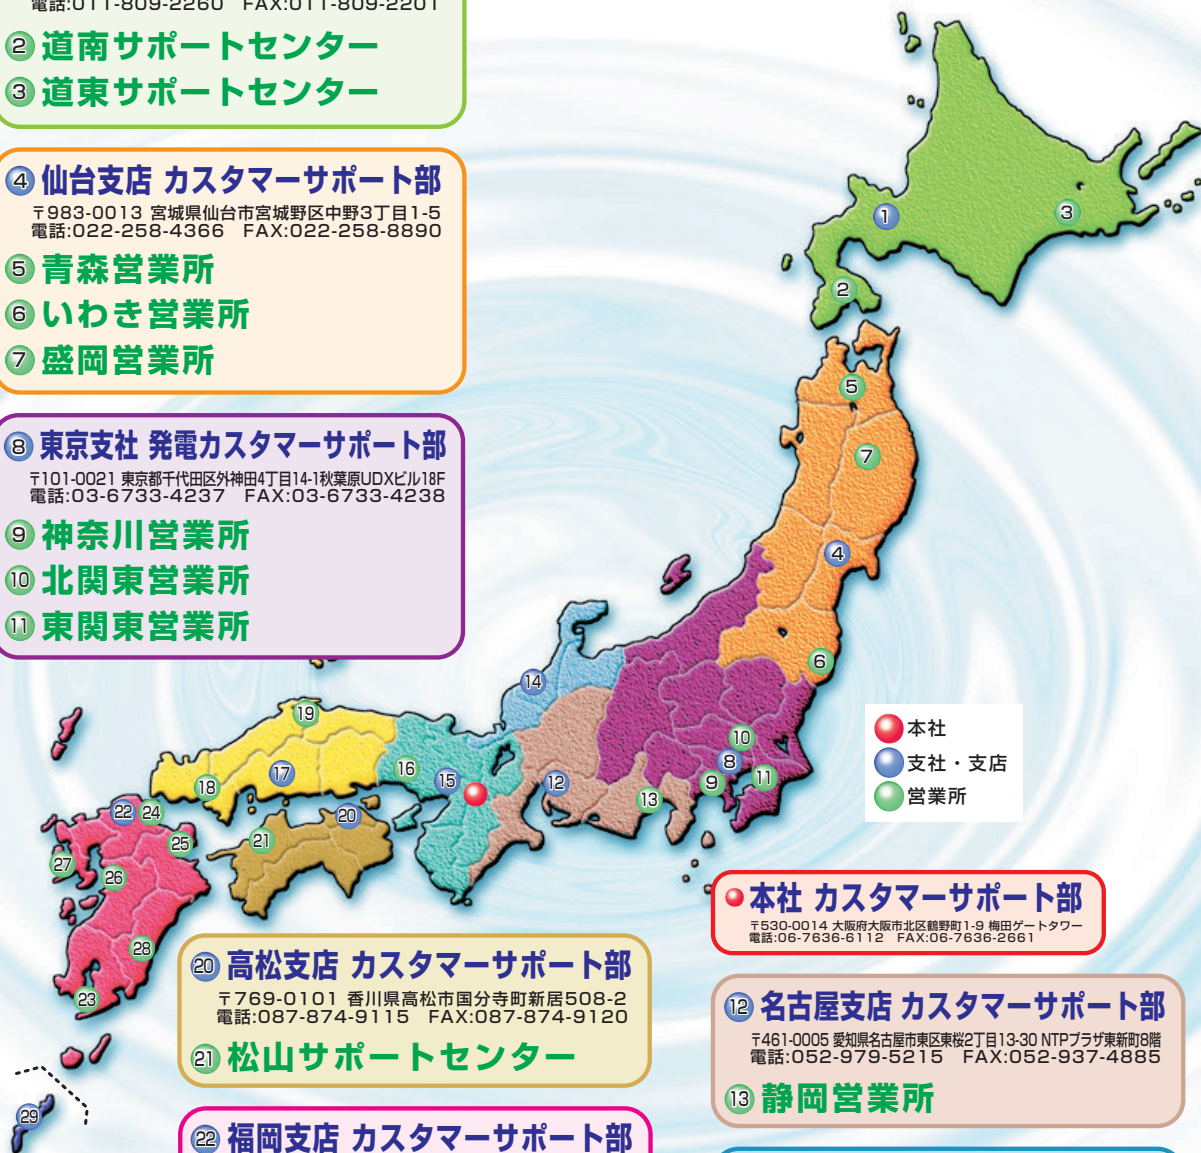 電話:011-809-2260 FAX:011-809-2201
2 道南サポートセンター
3 道東サポートセンター
4 仙台支店 カスタマーサポート部
〒983-0013 宮城県仙台市宮城野区中野3丁目1-5
電話:022-258-4366 FAX:022-258-8890
5 青森営業所
6 いわき営業所
7 盛岡営業所
8 東京支社 発電カスタマーサポート部
〒101-0021 東京都千代田区外神田4丁目14-1秋葉原UDXビル18F
電話:03-6733-4237 FAX:03-6733-4238
9 神奈川営業所
10 北関東営業所
11 東関東営業所
1
3
2
5
7
4
6
14
19
10
16
17
15
8
18
12
9
11
13
22
24
20
21
25
27
26
28
23
29
本社
支社・支店
営業所
本社 カスタマーサポート部
〒530-0014 大阪府大阪市北区鶴野町1-9 梅田ゲートタワー
電話:06-7636-6112 FAX:06-7636-2661
20 高松支店 カスタマーサポート部
〒769-0101 香川県高松市国分寺町新居508-2
電話:087-874-9115 FAX:087-874-9120
21 松山サポートセンター
12 名古屋支店 カスタマーサポート部
〒461-0005 愛知県名古屋市東区東桜2丁目13-30 NTPプラザ東新町8階
電話:052-979-5215 FAX:052-937-4885
13 静岡営業所
22 福岡支店 カスタマーサポート部